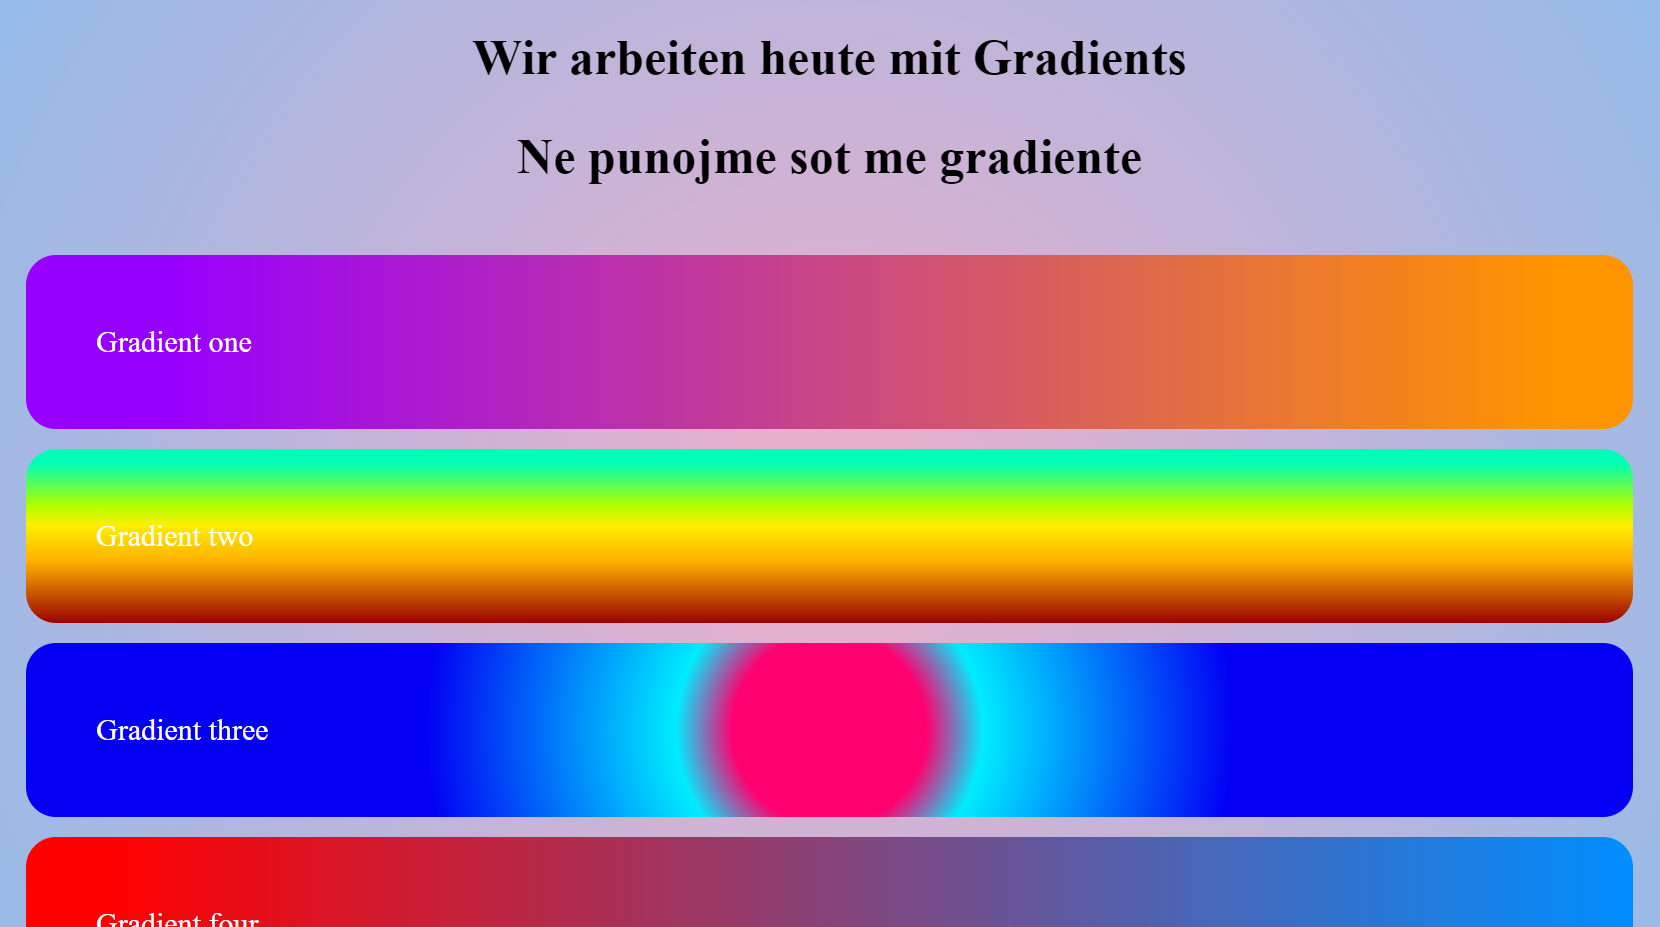 Wir arbeiten heute mit Gradients
Ne punojme sot me gradiente
Gradient one
Gradient two
Gradient three
Gradient four